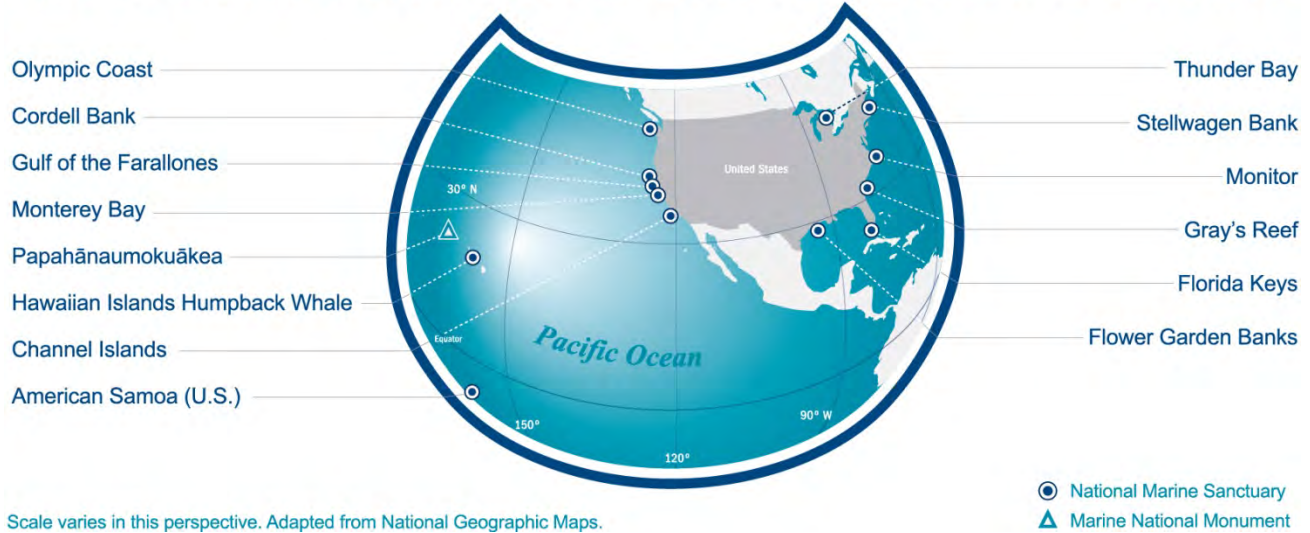 Olympic Coast
Cordell Bank
Gulf of the Farallones
Monterey Bay
Papahānaumokuākea
Hawaiian Islands Humpback Whale
Channel Islands
American Samoa (U.S.)
30° N
United States
Equator
Pacific Ocean
150°
120°
90° W
Thunder Bay
Stellwagen Bank
Monitor
Gray's Reef
Florida Keys
Flower Garden Banks
National Marine Sanctuary
Marine National Monument
Scale varies in this perspective. Adapted from National Geographic Maps.